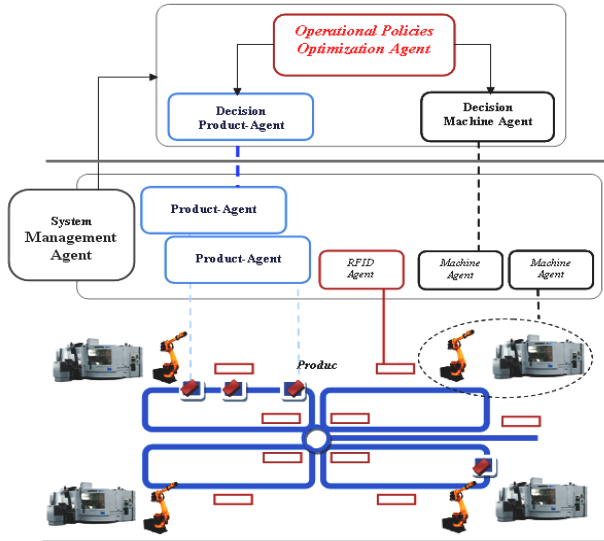 Operational Policies
Optimization Agent
Decision
Product-Agent
Decision
Machine Agent
System
Management
Agent
Product-Agent
Product-Agent
RFID
Agent
Machine
Agent
Machine
Agent
Produc